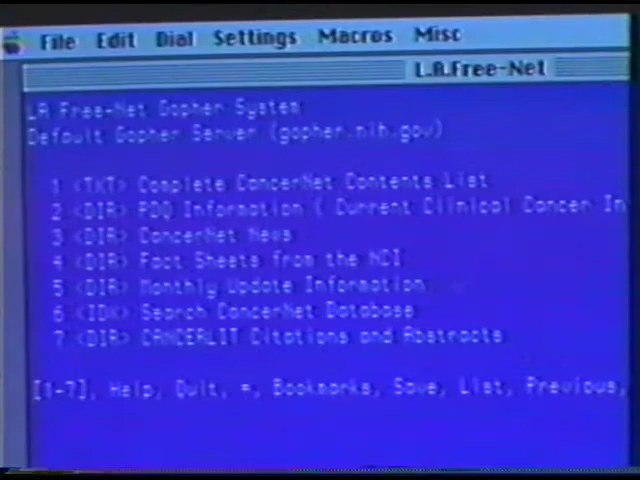 File Edit Dial Settings Macros Misc
L.A.Free-Net
LA Free-Net Gopher System
Default Gopher Server (gopher.nih.gov)
1 <TXT> Complete CancerNet Contents List
2 <DIR> PDQ Information ( Current Clinical Cancer In
3 <DIR> CancerNet News
4 <DIR> Fact Sheets from the NCI
5 <DIR> Monthly Update Information
6 <IDX> Search CancerNet Database
7 <DIR> CANCERLIT Citations and Abstracts
[1-7], Help, Quit, =, Bookmarks, Save, List, Previous,